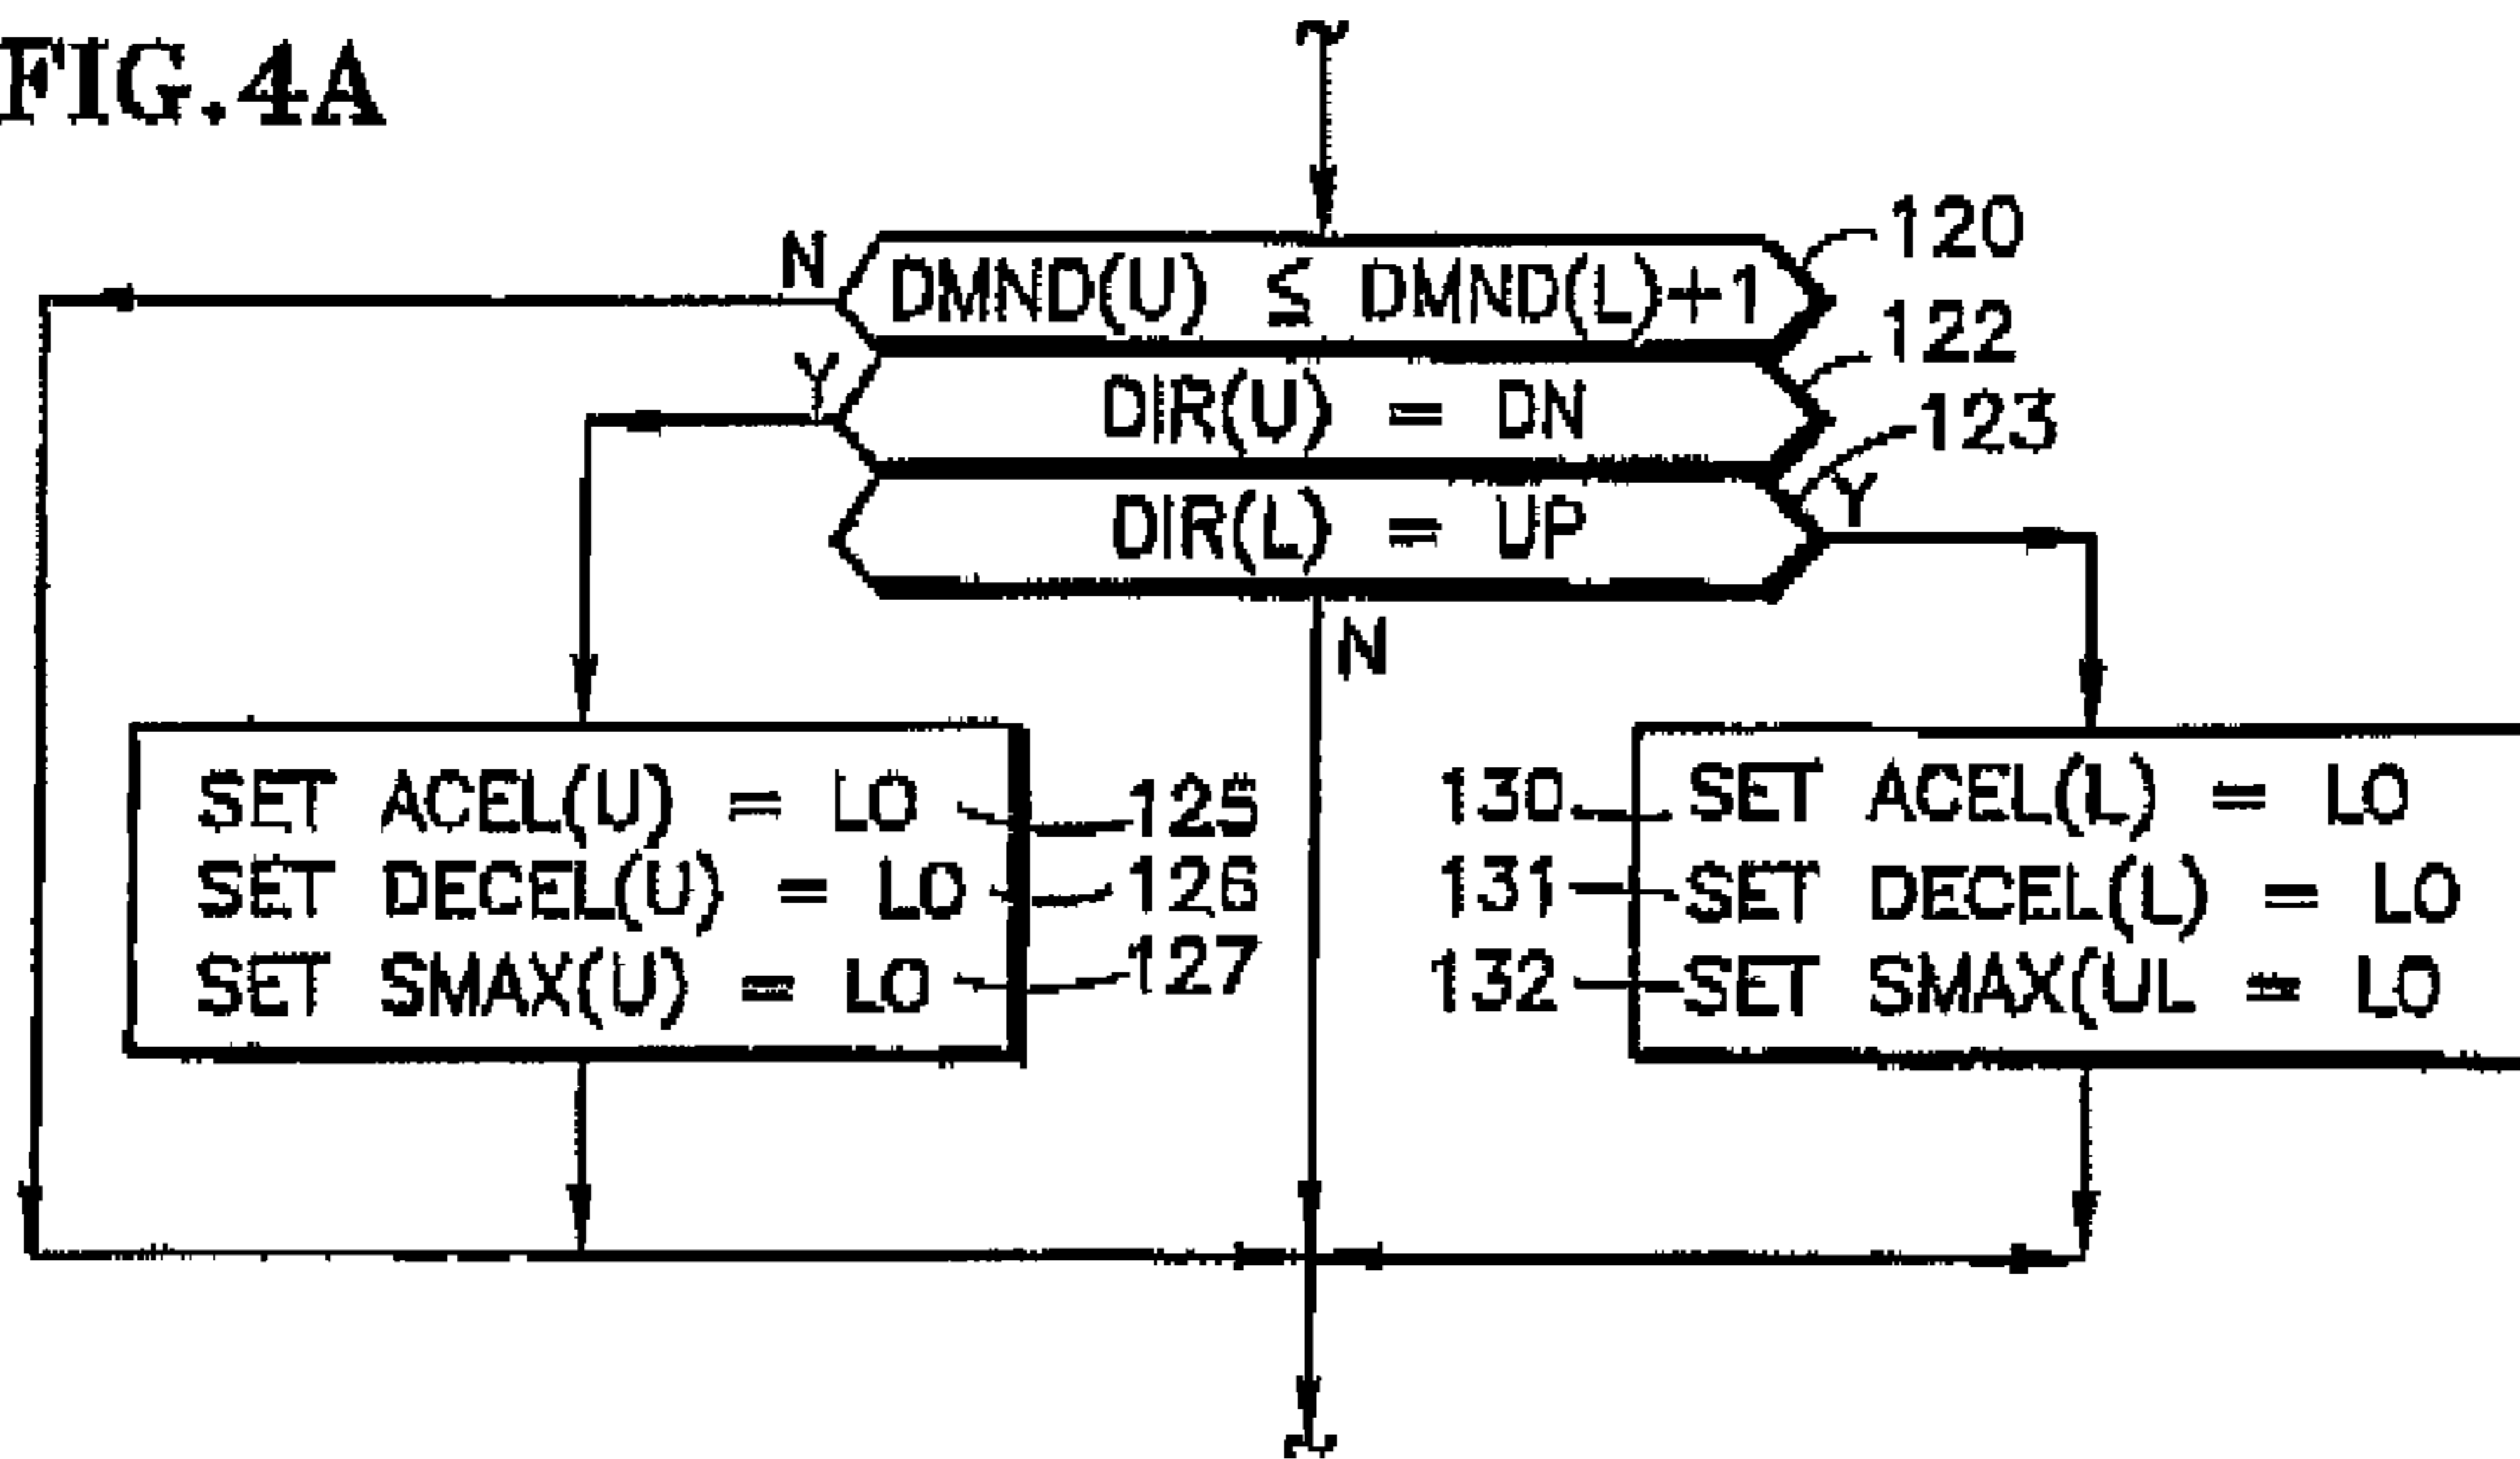 FIG.4A
N
DMND(U) ≤ DMND(L)+1
120
Y
DIR(U) = DN
122
DIR(L) = UP
123
Y
N
SET ACEL(U) = LO
125
SET DECEL(U) = LO
126
SET SMAX(U) = LO
127
130
SET ACEL(L) = LO
131
SET DECEL(L) = LO
132
SET SMAX(UL = LO